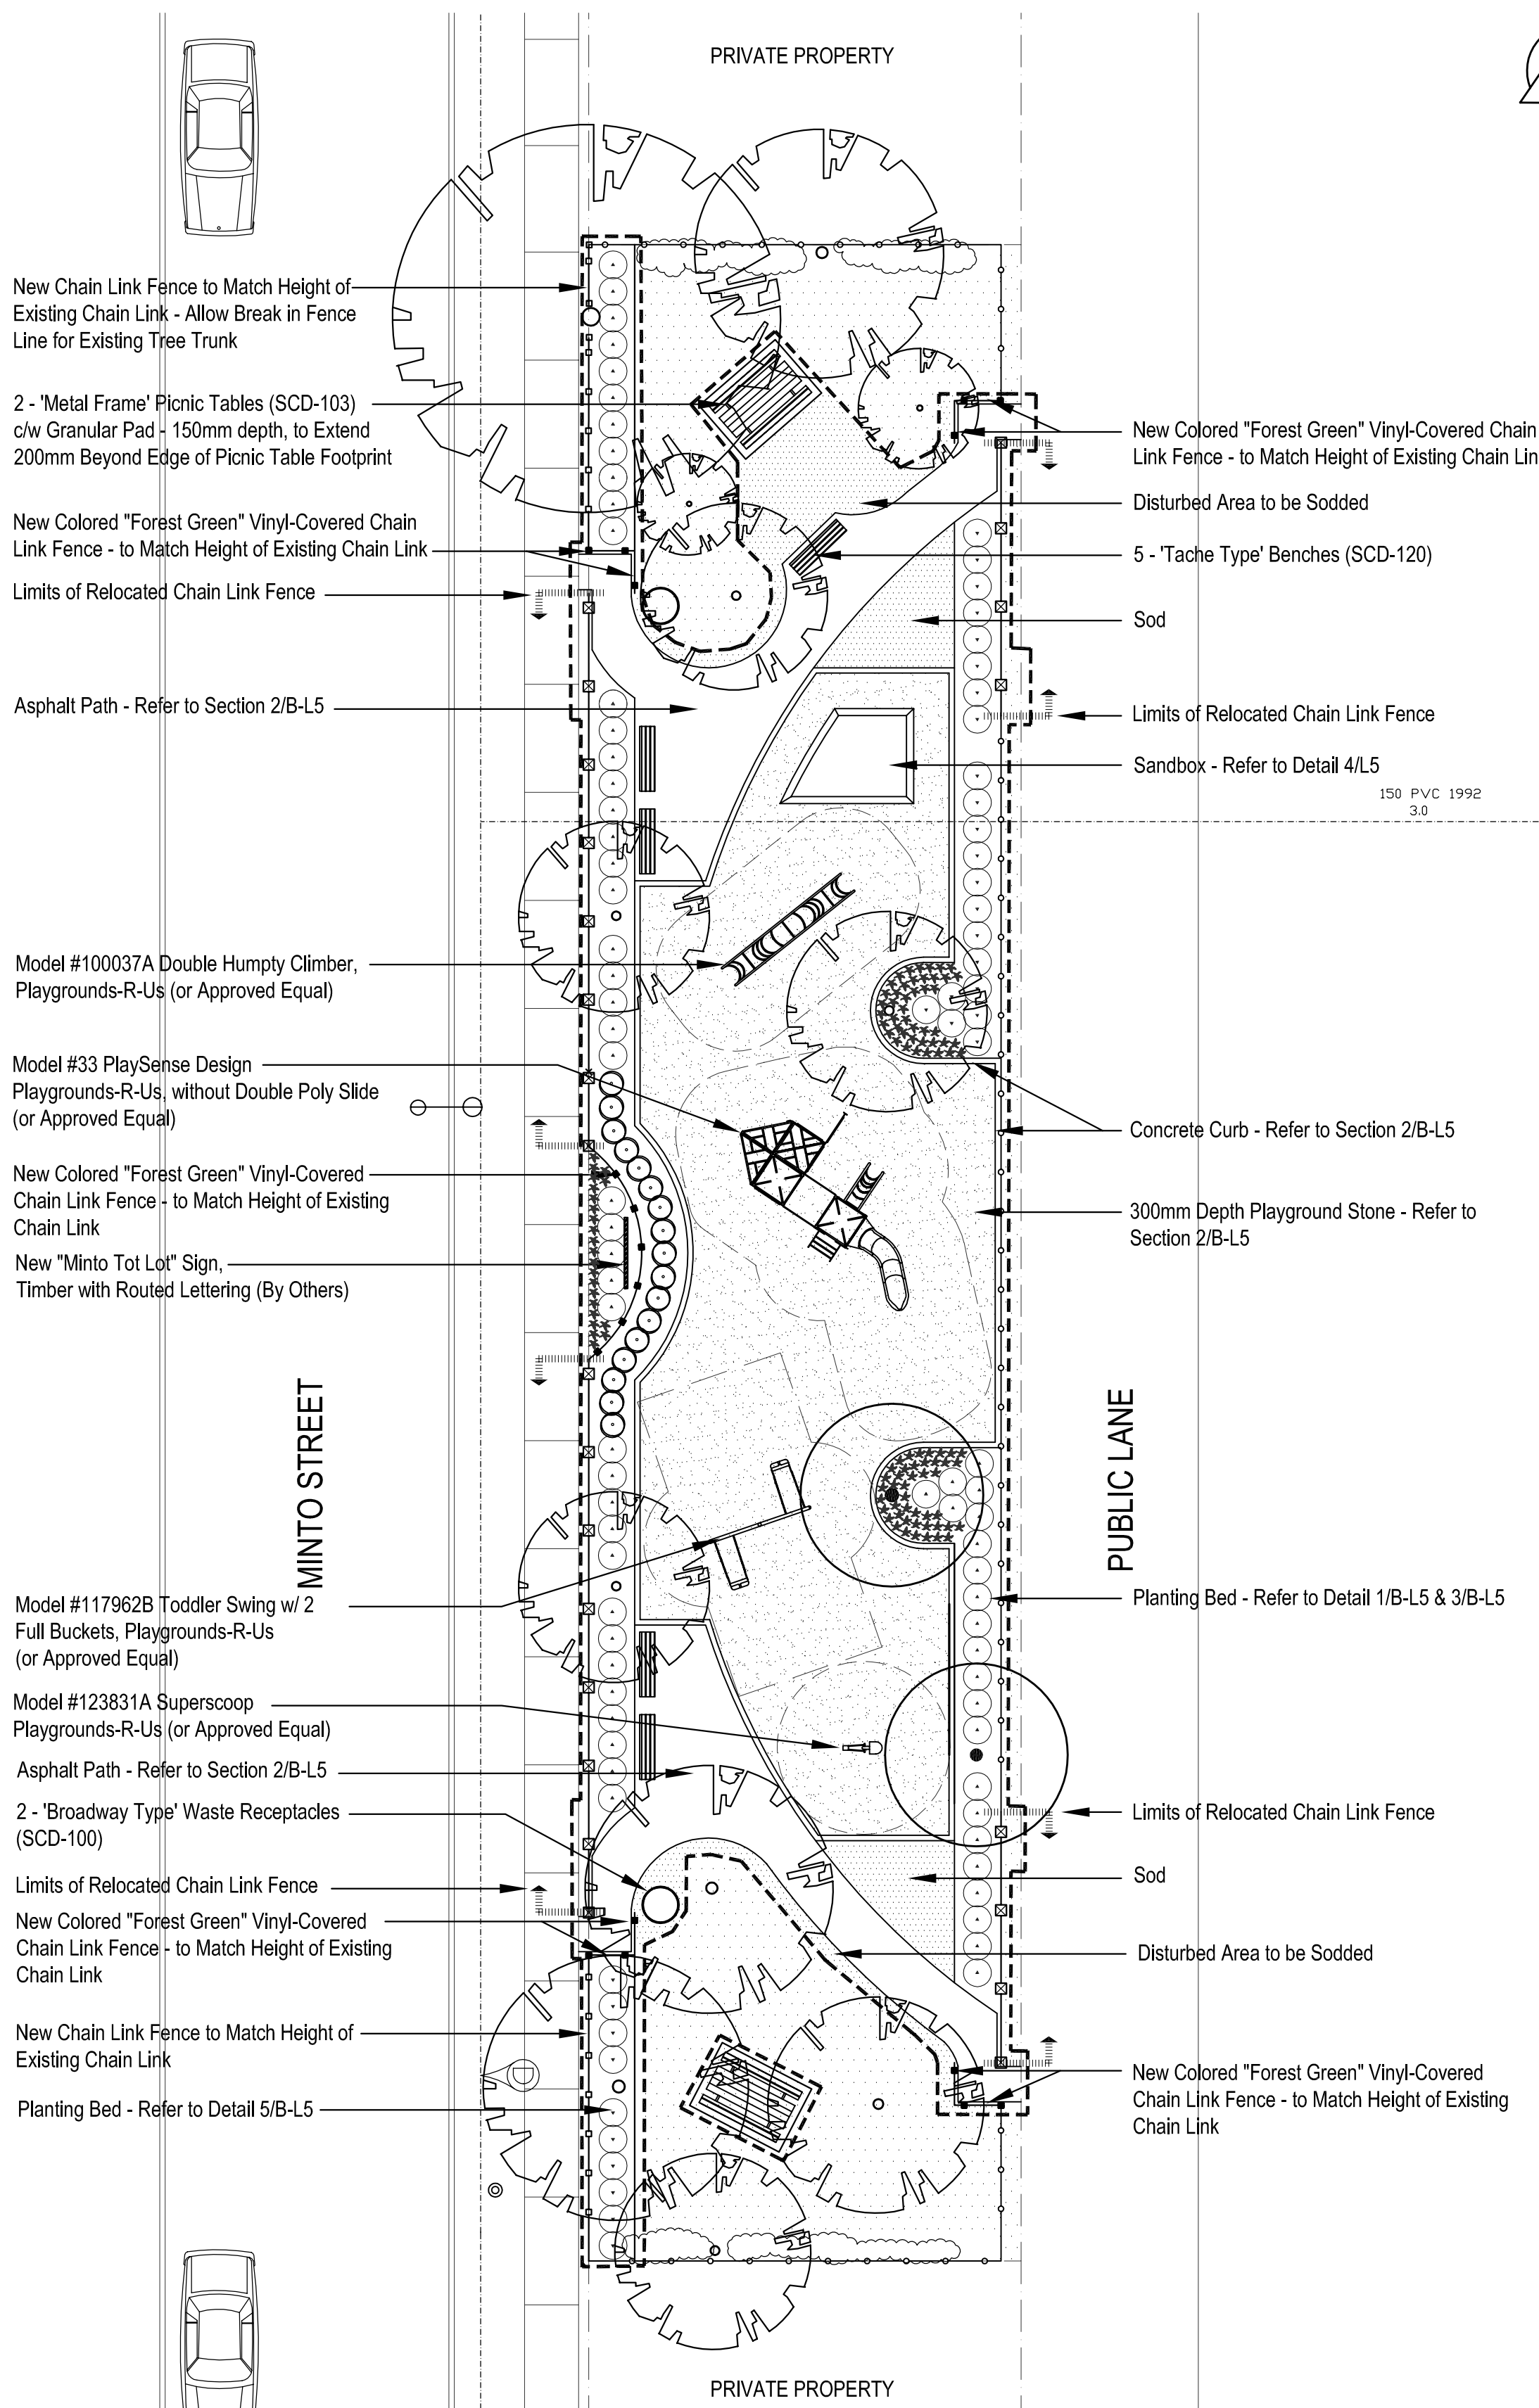 PRIVATE PROPERTY
New Chain Link Fence to Match Height of
Existing Chain Link - Allow Break in Fence
Line for Existing Tree Trunk
2 - 'Metal Frame' Picnic Tables (SCD-103)
c/w Granular Pad - 150mm depth, to Extend
200mm Beyond Edge of Picnic Table Footprint
New Colored "Forest Green" Vinyl-Covered Chain
Link Fence - to Match Height of Existing Chain Link
Limits of Relocated Chain Link Fence
Asphalt Path - Refer to Section 2/B-L5
Model #100037A Double Humpty Climber,
Playgrounds-R-Us (or Approved Equal)
Model #33 PlaySense Design
Playgrounds-R-Us, without Double Poly Slide
(or Approved Equal)
New Colored "Forest Green" Vinyl-Covered
Chain Link Fence - to Match Height of Existing
Chain Link
New "Minto Tot Lot" Sign,
Timber with Routed Lettering (By Others)
MINTO STREET
Model #117962B Toddler Swing w/ 2
Full Buckets, Playgrounds-R-Us
(or Approved Equal)
Model #123831A Superscoop
Playgrounds-R-Us (or Approved Equal)
Asphalt Path - Refer to Section 2/B-L5
2 - 'Broadway Type' Waste Receptacles
(SCD-100)
Limits of Relocated Chain Link Fence
New Colored "Forest Green" Vinyl-Covered
Chain Link Fence - to Match Height of Existing
Chain Link
New Chain Link Fence to Match Height of
Existing Chain Link
Planting Bed - Refer to Detail 5/B-L5
New Colored "Forest Green" Vinyl-Covered Chain
Link Fence - to Match Height of Existing Chain Lin
Disturbed Area to be Sodded
5 - 'Tache Type' Benches (SCD-120)
Sod
Limits of Relocated Chain Link Fence
Sandbox - Refer to Detail 4/L5
150 PVC 1992
3.0
Concrete Curb - Refer to Section 2/B-L5
300mm Depth Playground Stone - Refer to
Section 2/B-L5
PUBLIC LANE
Planting Bed - Refer to Detail 1/B-L5 & 3/B-L5
Limits of Relocated Chain Link Fence
Sod
Disturbed Area to be Sodded
New Colored "Forest Green" Vinyl-Covered
Chain Link Fence - to Match Height of Existing
Chain Link
PRIVATE PROPERTY